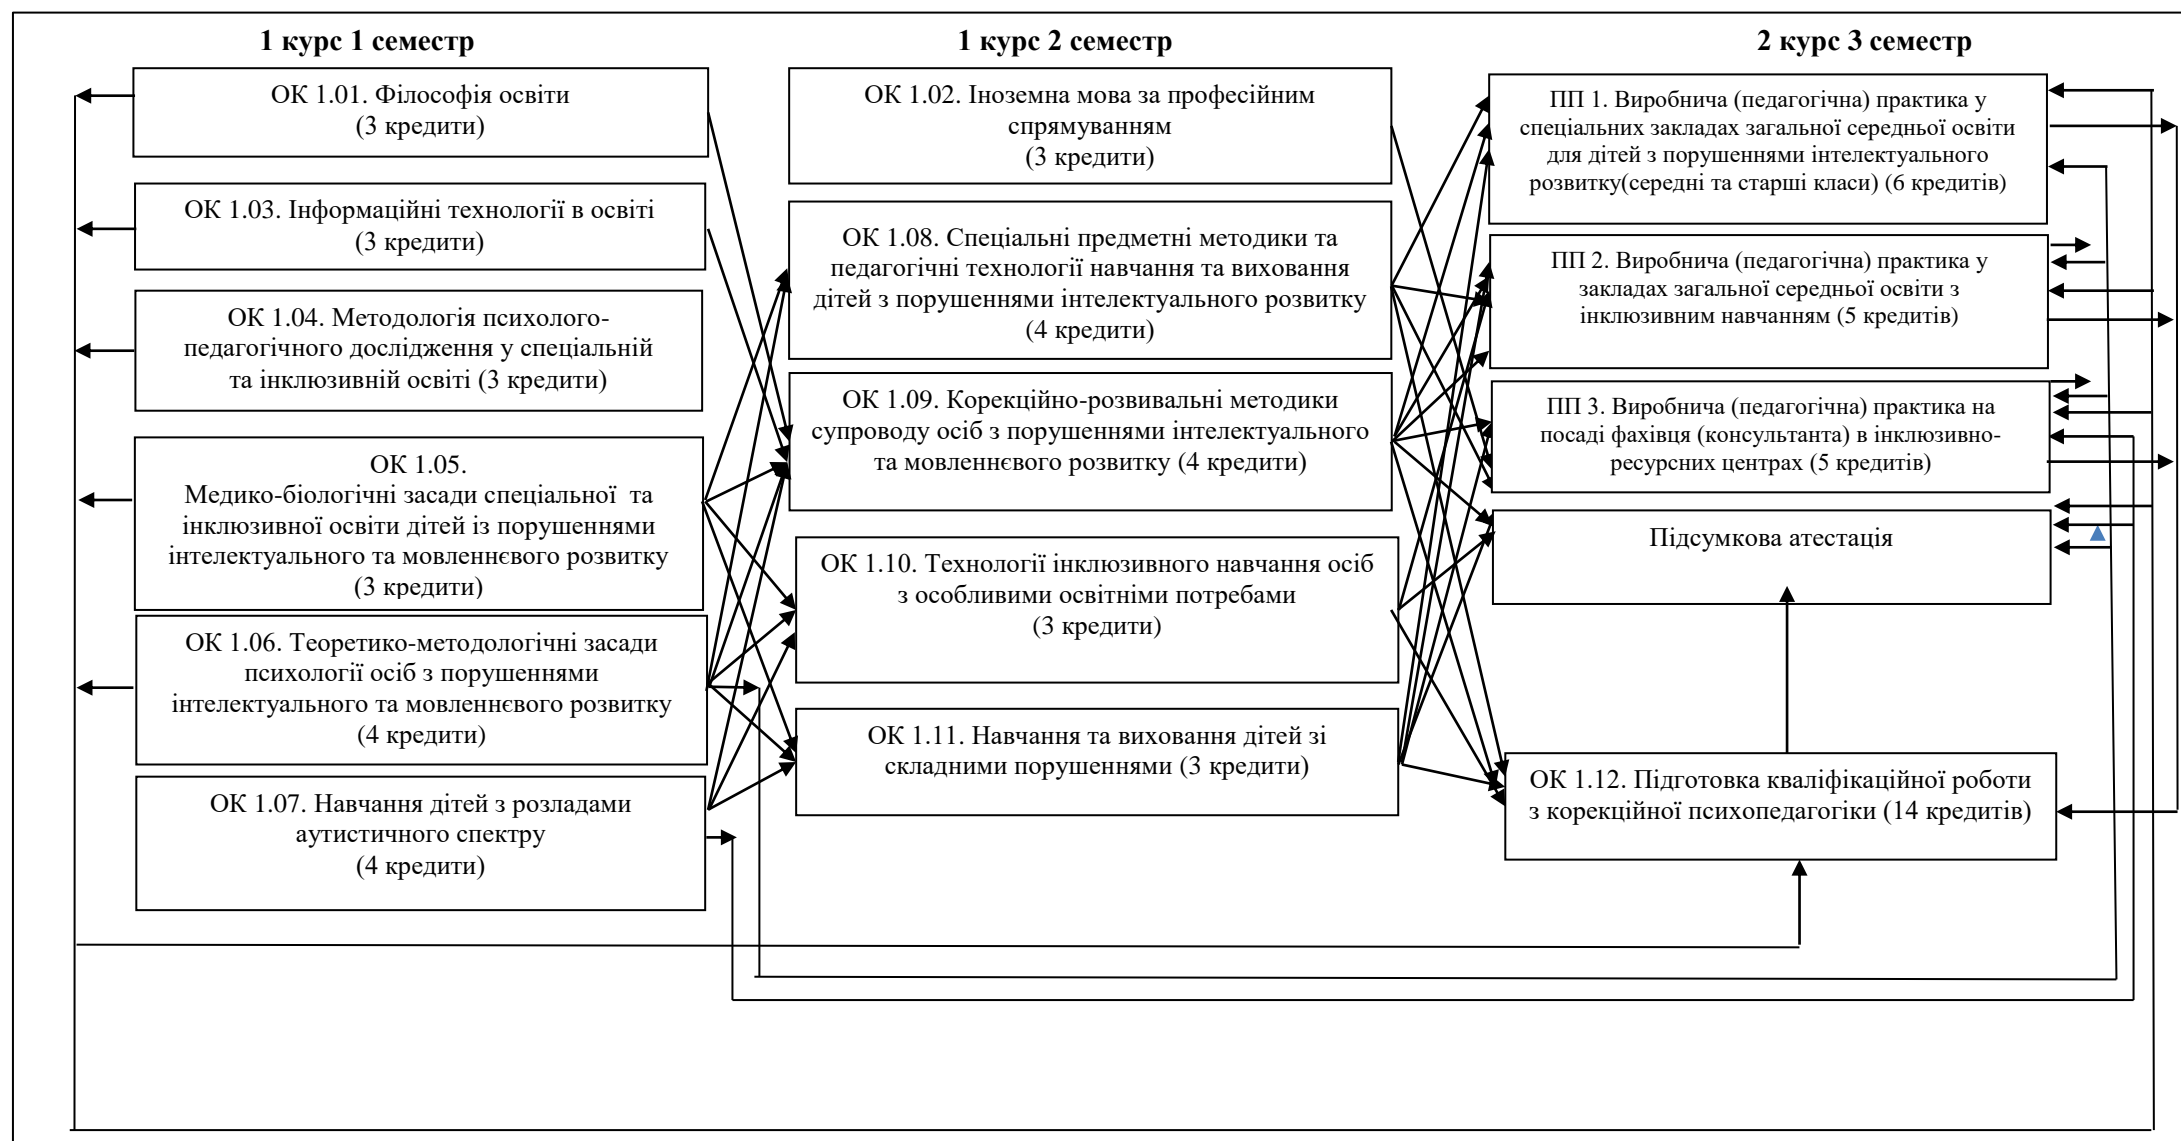 1 курс 1 семестр
1 курс 2 семестр
2 курс 3 семестр
ОК 1.01. Філософія освіти
(3 кредити)
ОК 1.03. Інформаційні технології в освіті
(3 кредити)
ОК 1.04. Методологія психолого-
педагогічного дослідження у спеціальній
та інклюзивній освіті (3 кредити)
ОК 1.05.
Медико-біологічні засади спеціальної та
інклюзивної освіти дітей із порушеннями
інтелектуального та мовленнєвого розвитку
(3 кредити)
ОК 1.06. Теоретико-методологічні засади
психології осіб з порушеннями
інтелектуального та мовленнєвого розвитку
(4 кредити)
ОК 1.07. Навчання дітей з розладами
аутистичного спектру
(4 кредити)
ОК 1.02. Іноземна мова за професійним
спрямуванням
(3 кредити)
ОК 1.08. Спеціальні предметні методики та
педагогічні технології навчання та виховання
дітей з порушеннями інтелектуального розвитку
(4 кредити)
ОК 1.09. Корекційно-розвивальні методики
супроводу осіб з порушеннями інтелектуального
та мовленнєвого розвитку (4 кредити)
ОК 1.10. Технології інклюзивного навчання осіб
з особливими освітніми потребами
(3 кредити)
ОК 1.11. Навчання та виховання дітей зі
складними порушеннями (3 кредити)
ПП 1. Виробнича (педагогічна) практика у
спеціальних закладах загальної середньої освіти
для дітей з порушеннями інтелектуального
розвитку(середні та старші класи) (6 кредитів)
ПП 2. Виробнича (педагогічна) практика у
закладах загальної середньої освіти з
інклюзивним навчанням (5 кредитів)
ПП 3. Виробнича (педагогічна) практика на
посаді фахівця (консультанта) в інклюзивно-
ресурсних центрах (5 кредитів)
Підсумкова атестація
ОК 1.12. Підготовка кваліфікаційної роботи
з корекційної психопедагогіки (14 кредитів)